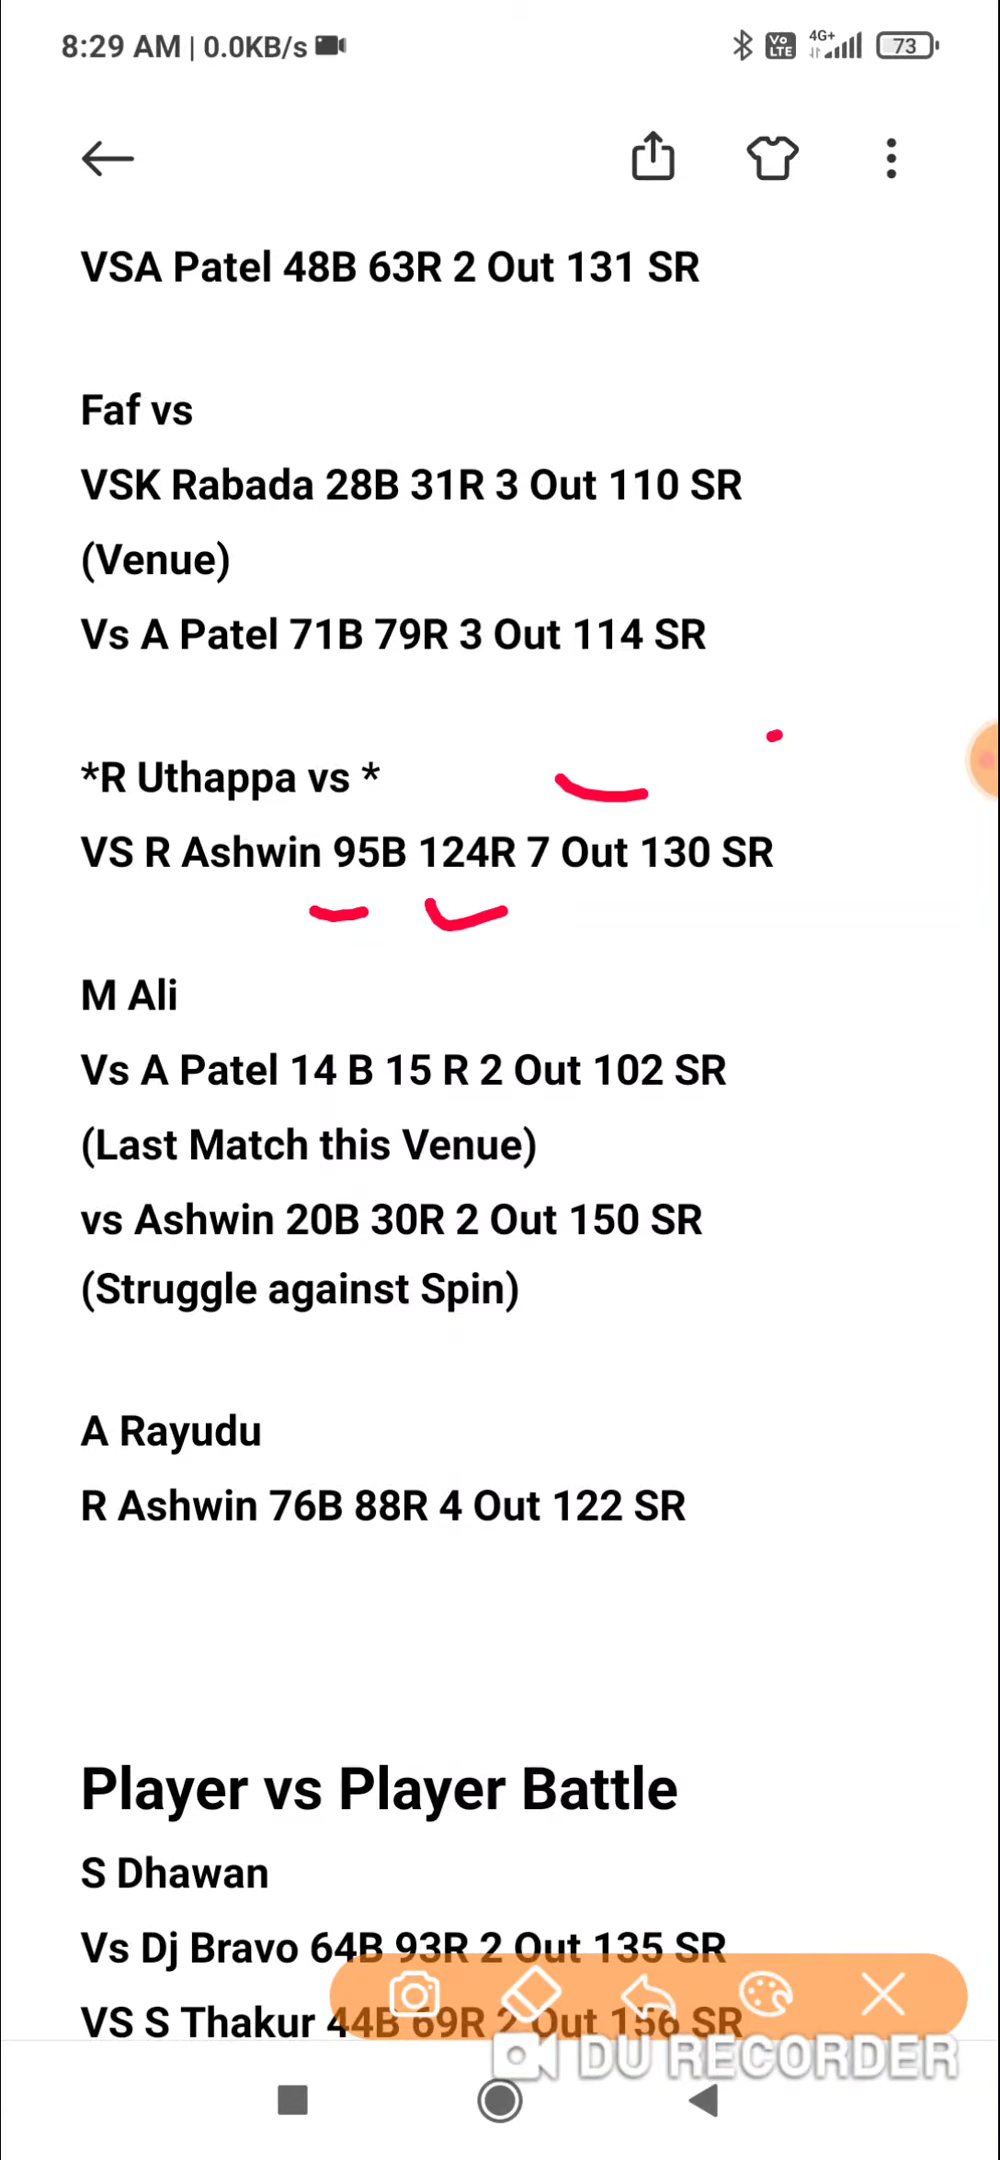 8:29 AM | 0.0KB/s
Vo LTE 4G+ 73
VSA Patel 48B 63R 2 Out 131 SR
Faf vs
VSK Rabada 28B 31R 3 Out 110 SR
(Venue)
Vs A Patel 71B 79R 3 Out 114 SR
*R Uthappa vs *
VS R Ashwin 95B 124R 7 Out 130 SR
M Ali
Vs A Patel 14 B 15 R 2 Out 102 SR
(Last Match this Venue)
vs Ashwin 20B 30R 2 Out 150 SR
(Struggle against Spin)
A Rayudu
R Ashwin 76B 88R 4 Out 122 SR
Player vs Player Battle
S Dhawan
Vs Dj Bravo 64B 93R 2 Out 135 SR
VS S Thakur 44B 69R 2 Out 156 SR
DU RECORDER